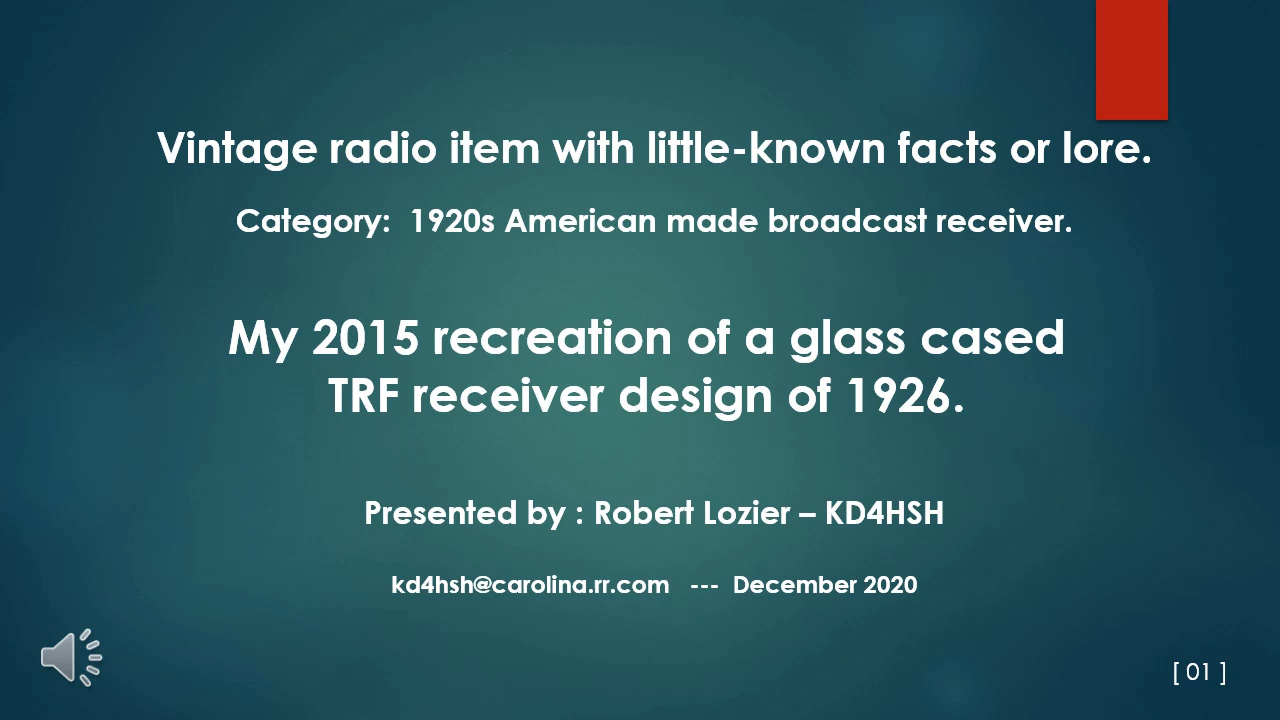 Vintage radio item with little-known facts or lore.
Category:  1920s American made broadcast receiver.
My 2015 recreation of a glass cased
TRF receiver design of 1926.
Presented by : Robert Lozier – KD4HSH
kd4hsh@carolina.rr.com   ---  December 2020
[ 01 ]